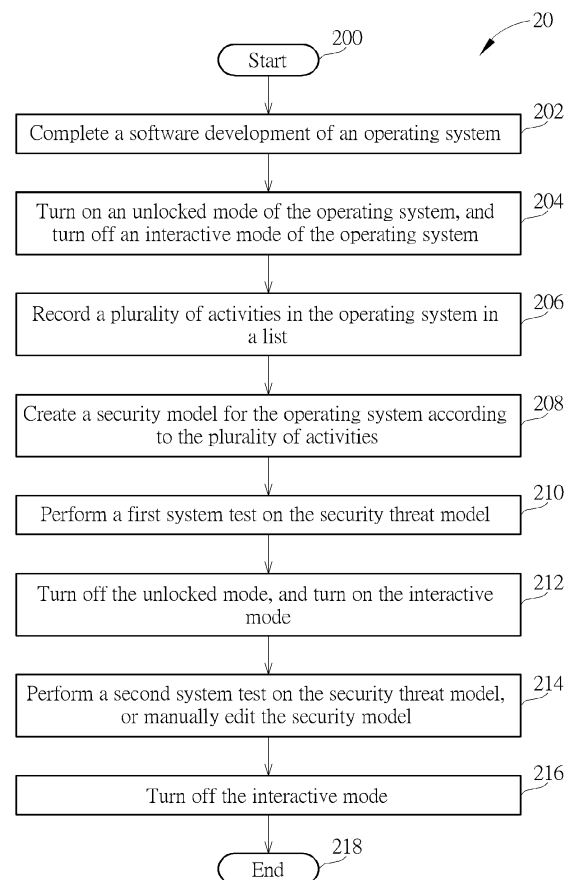 20
Start
200
Complete a software development of an operating system
202
Turn on an unlocked mode of the operating system, and
turn off an interactive mode of the operating system
204
Record a plurality of activities in the operating system in
a list
206
Create a security model for the operating system according
to the plurality of activities
208
Perform a first system test on the security threat model
210
Turn off the unlocked mode, and turn on the interactive
mode
212
Perform a second system test on the security threat model,
or manually edit the security model
214
Turn off the interactive mode
216
End
218